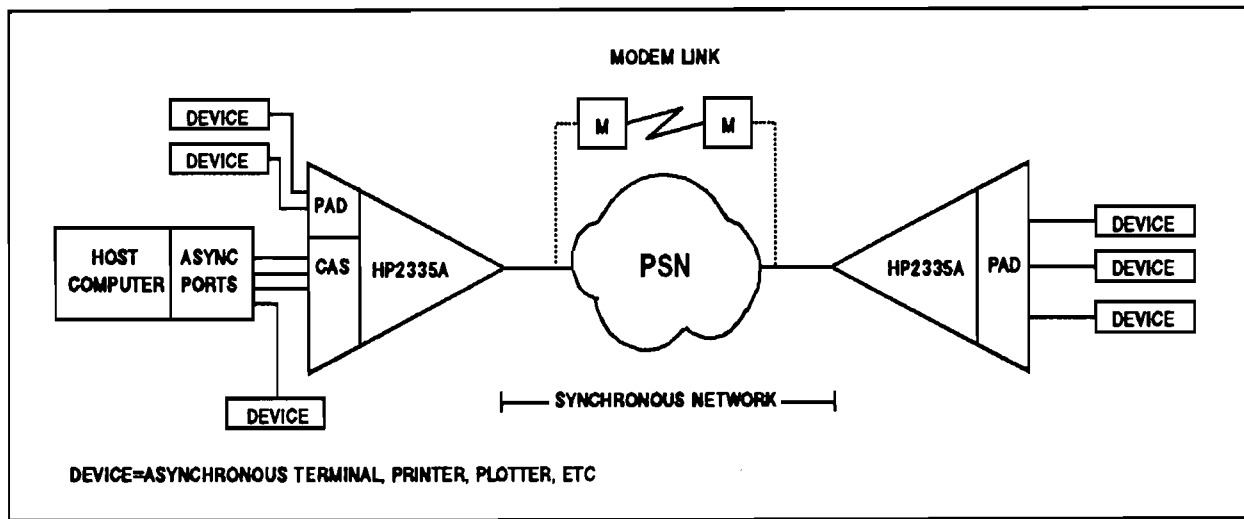 MODEM LINK
DEVICE
DEVICE
M
M
PAD
HOST COMPUTER
ASYNC PORTS
CAS
HP2335A
PSN
HP2335A
PAD
DEVICE
DEVICE
DEVICE
DEVICE
SYNCHRONOUS NETWORK
DEVICE=ASYNCHRONOUS TERMINAL, PRINTER, PLOTTER, ETC